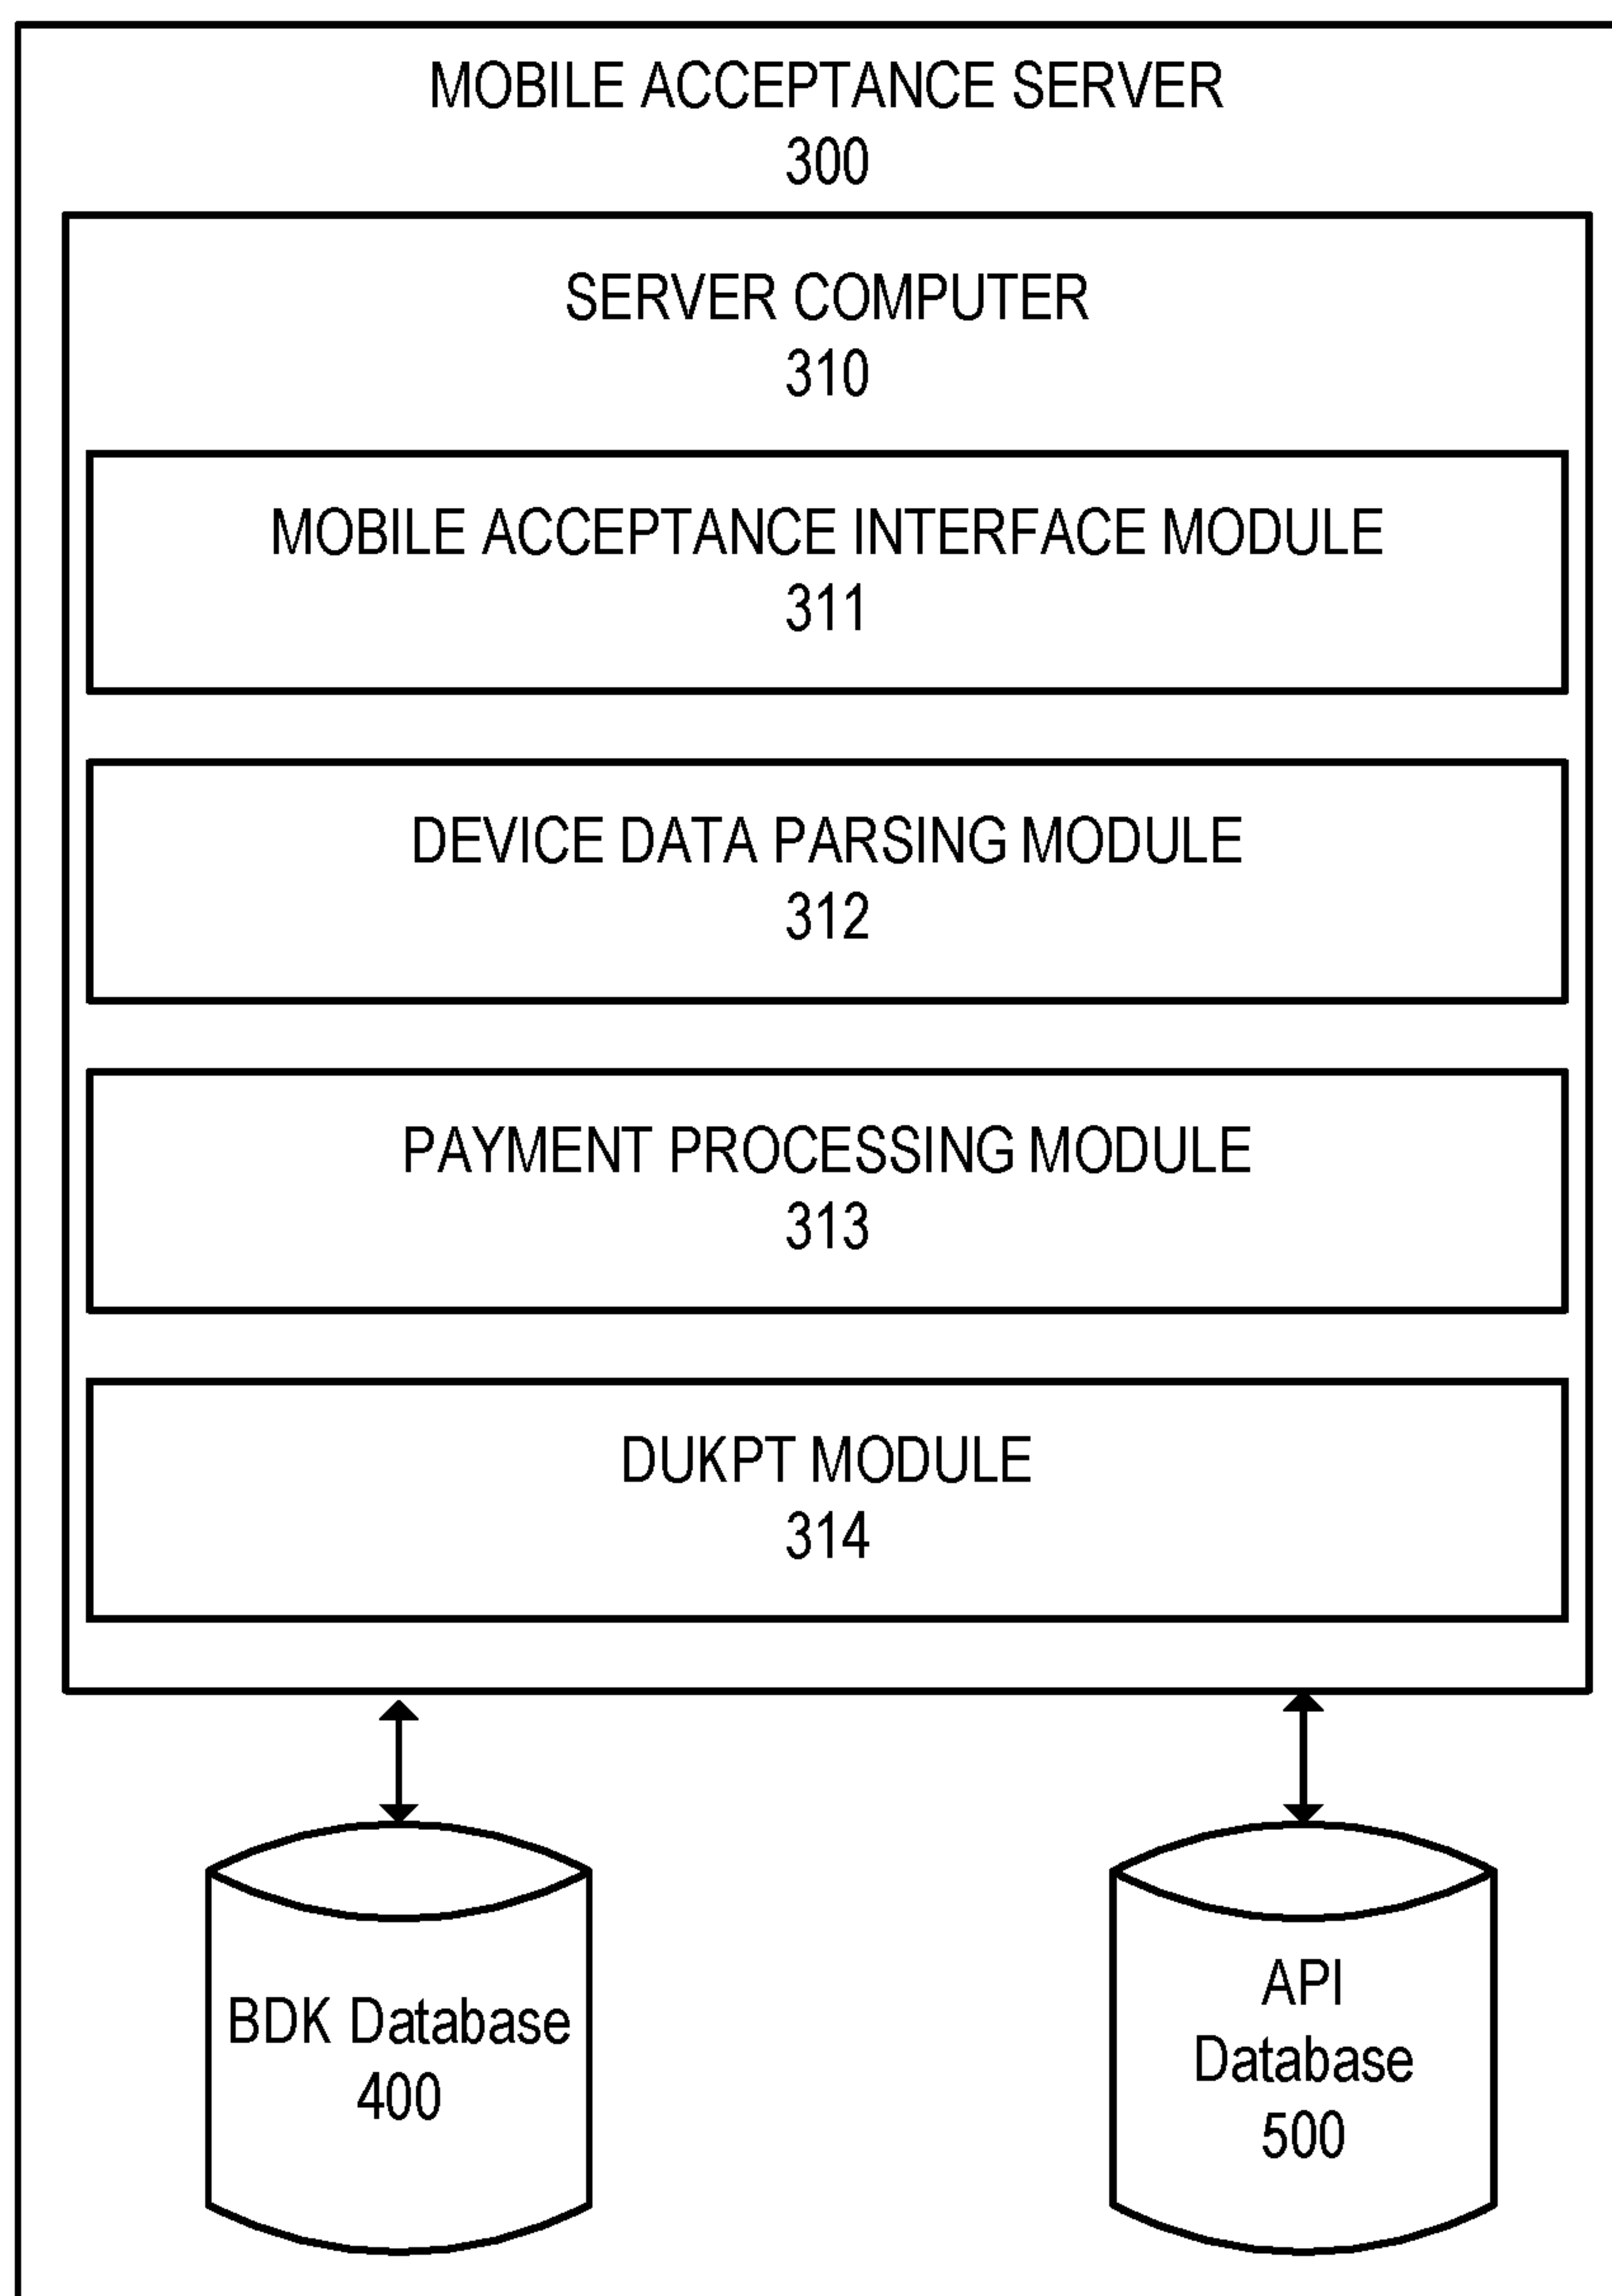 MOBILE ACCEPTANCE SERVER
300
SERVER COMPUTER
310
MOBILE ACCEPTANCE INTERFACE MODULE
311
DEVICE DATA PARSING MODULE
312
PAYMENT PROCESSING MODULE
313
DUKPT MODULE
314
BDK Database
400
API
Database
500